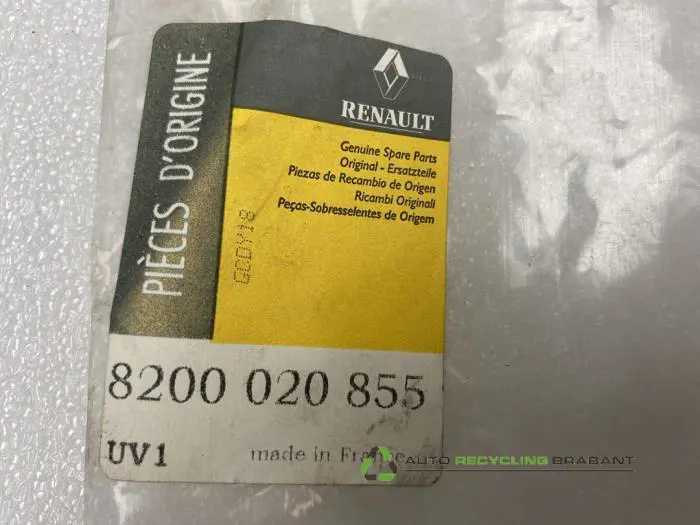 PIÈCES D'ORIGINE
RENAULT
Genuine Spare Parts
Original - Ersatzteile
Piezas de Recambio de Origen
Ricambi Originali
Peças-Sobresselentes de Origem
8200 020 855
UV1
made in France
AUTO RECYCLING BRABANT